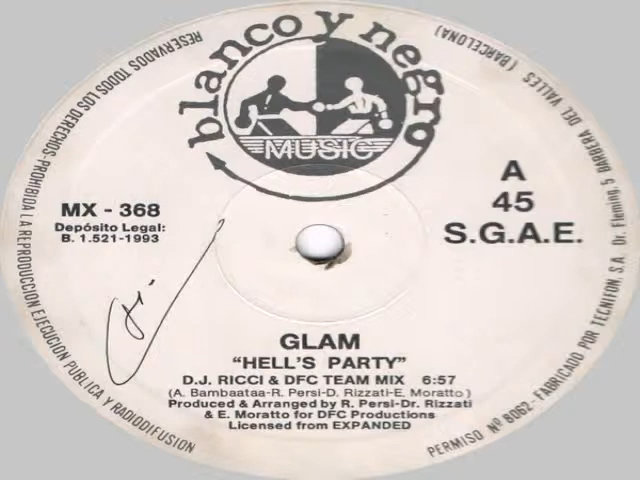 blanco y negro
MUSIC
A
45
S.G.A.E.
MX - 368
Depósito Legal:
B. 1.521-1993
GLAM
“HELL'S PARTY”
D.J. RICCI & DFC TEAM MIX 6:57
(A. Bambaataa-R. Persi-D. Rizzati-E. Moratto)
Produced & Arranged by R. Persi-Dr. Rizzati
& E. Moratto for DFC Productions
Licensed from EXPANDED
RESERVADOS TODOS LOS DERECHOS-PROHIBIDA LA REPRODUCCION EJECUCION PUBLICA Y RADIODIFUSION
PERMISO Nº 8062- FABRICADO POR TECNIFON, S.A. Dr. Fleming, 5 BARBERA DEL VALLES (BARCELONA)